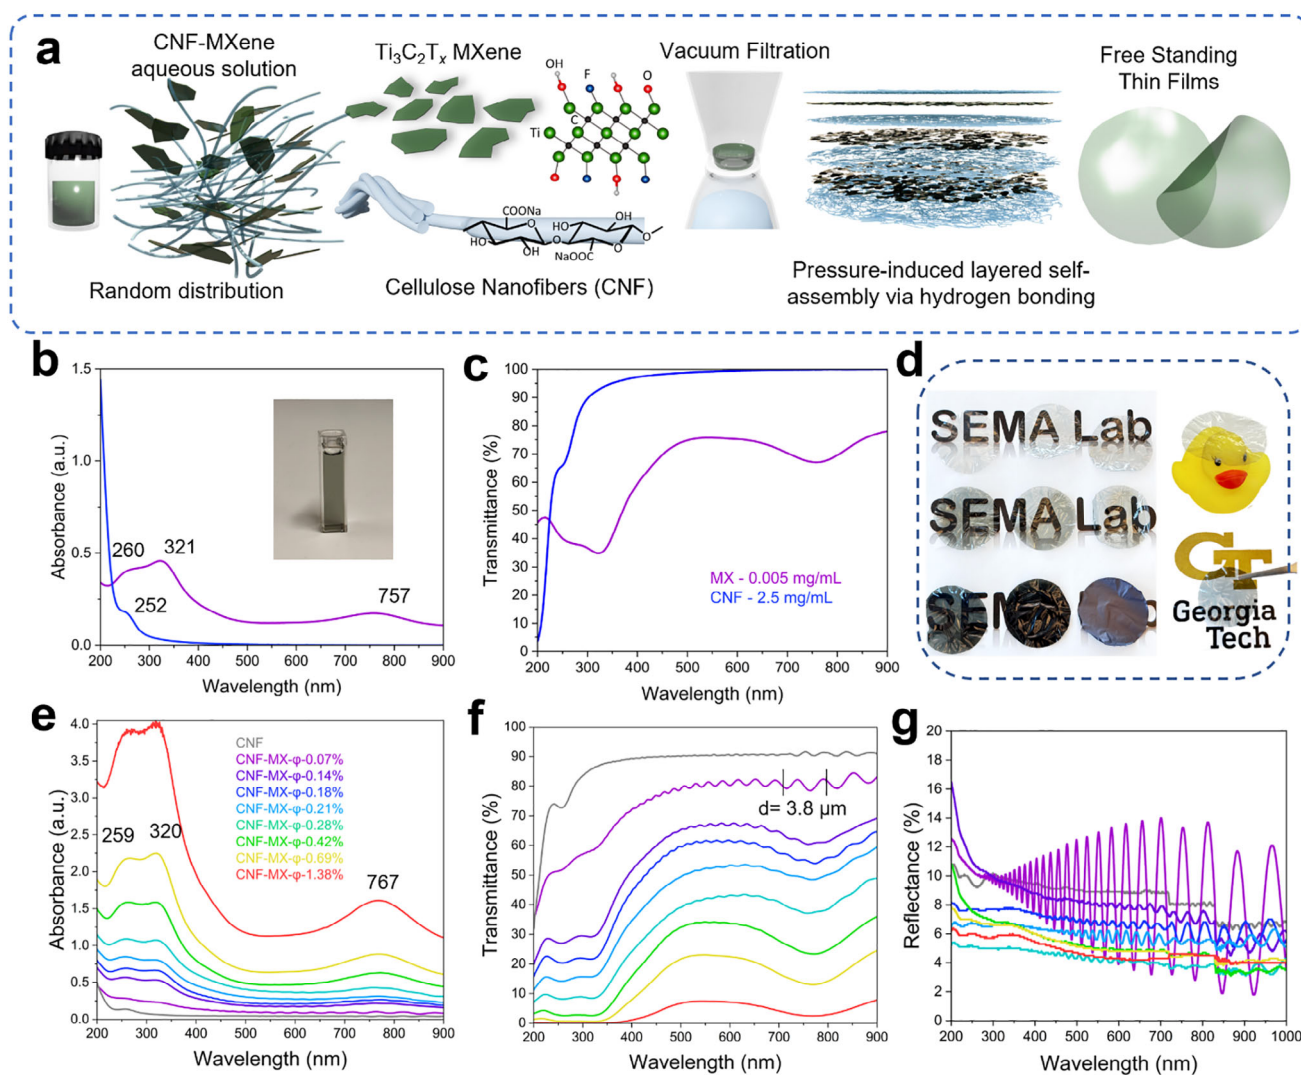 a
CNF-MXene
aqueous solution
Random distribution
Ti₃C₂Tₓ MXene
OH
F
O
C
Ti
COONa
O
OH
HO
O
HO
O
HO
OH
NaOOC
O
Cellulose Nanofibers (CNF)
Vacuum Filtration
Pressure-induced layered self-
assembly via hydrogen bonding
Free Standing
Thin Films
b
Absorbance (a.u.)
1.5
1.0
0.5
0.0
260
321
252
757
200 300 400 500 600 700 800 900
Wavelength (nm)
c
Transmittance (%)
100
90
80
70
60
50
40
30
20
10
0
MX - 0.005 mg/mL
CNF - 2.5 mg/mL
200 300 400 500 600 700 800 900
Wavelength (nm)
d
SEMA Lab
SEMA Lab
SEMA Lab
GT
Georgia
Tech
e
Absorbance (a.u.)
4.0
3.5
3.0
2.5
2.0
1.5
1.0
0.5
0.0
CNF
CNF-MX-φ-0.07%
CNF-MX-φ-0.14%
CNF-MX-φ-0.18%
CNF-MX-φ-0.21%
CNF-MX-φ-0.28%
CNF-MX-φ-0.42%
CNF-MX-φ-0.69%
CNF-MX-φ-1.38%
259
320
767
200 300 400 500 600 700 800 900
Wavelength (nm)
f
Transmittance (%)
100
90
80
70
60
50
40
30
20
10
0
d= 3.8 μm
200 300 400 500 600 700 800 900
Wavelength (nm)
g
Reflectance (%)
20
18
16
14
12
10
8
6
4
2
0
200 300 400 500 600 700 800 900 1000
Wavelength (nm)